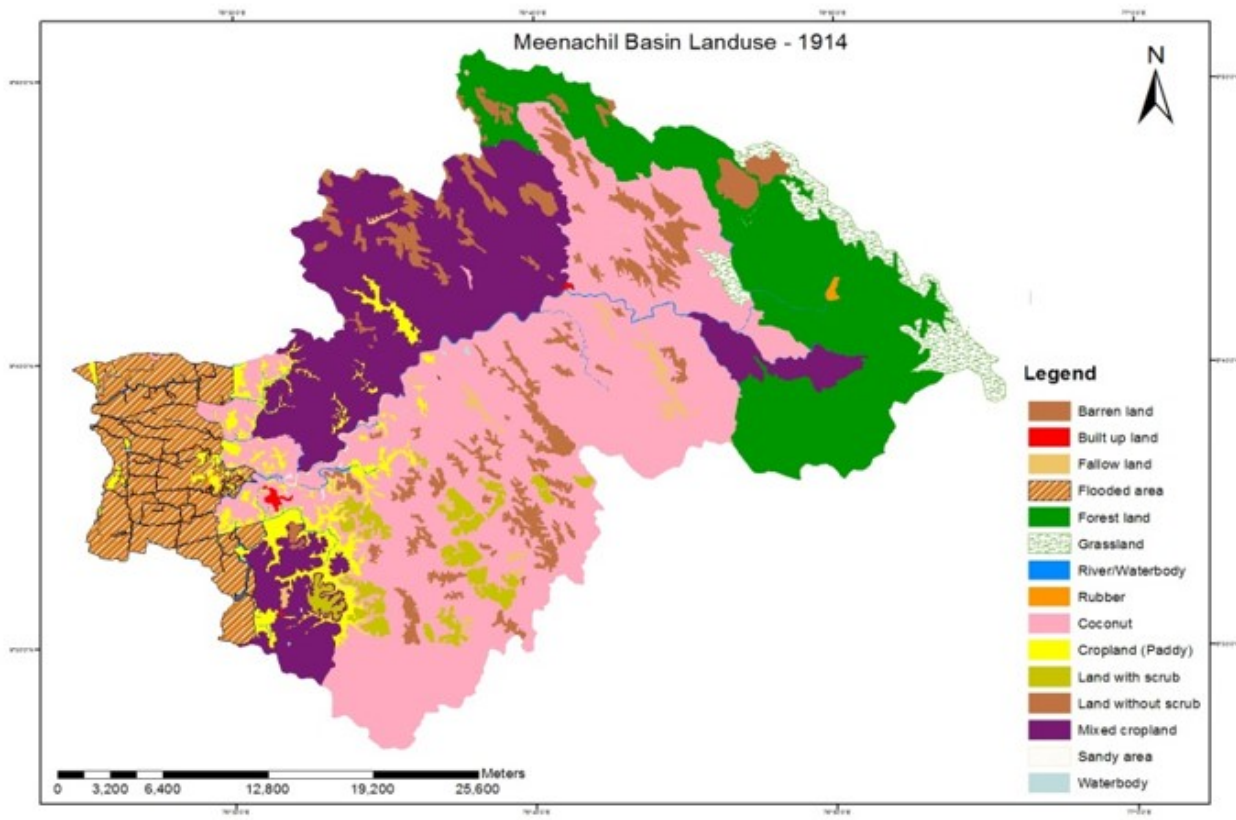 Meenachil Basin Landuse - 1914
N
Legend
Barren land
Built up land
Fallow land
Flooded area
Forest land
Grassland
River/Waterbody
Rubber
Coconut
Cropland (Paddy)
Land with scrub
Land without scrub
Mixed cropland
Sandy area
Waterbody
Meters
0 3,200 6,400 12,800 19,200 25,600